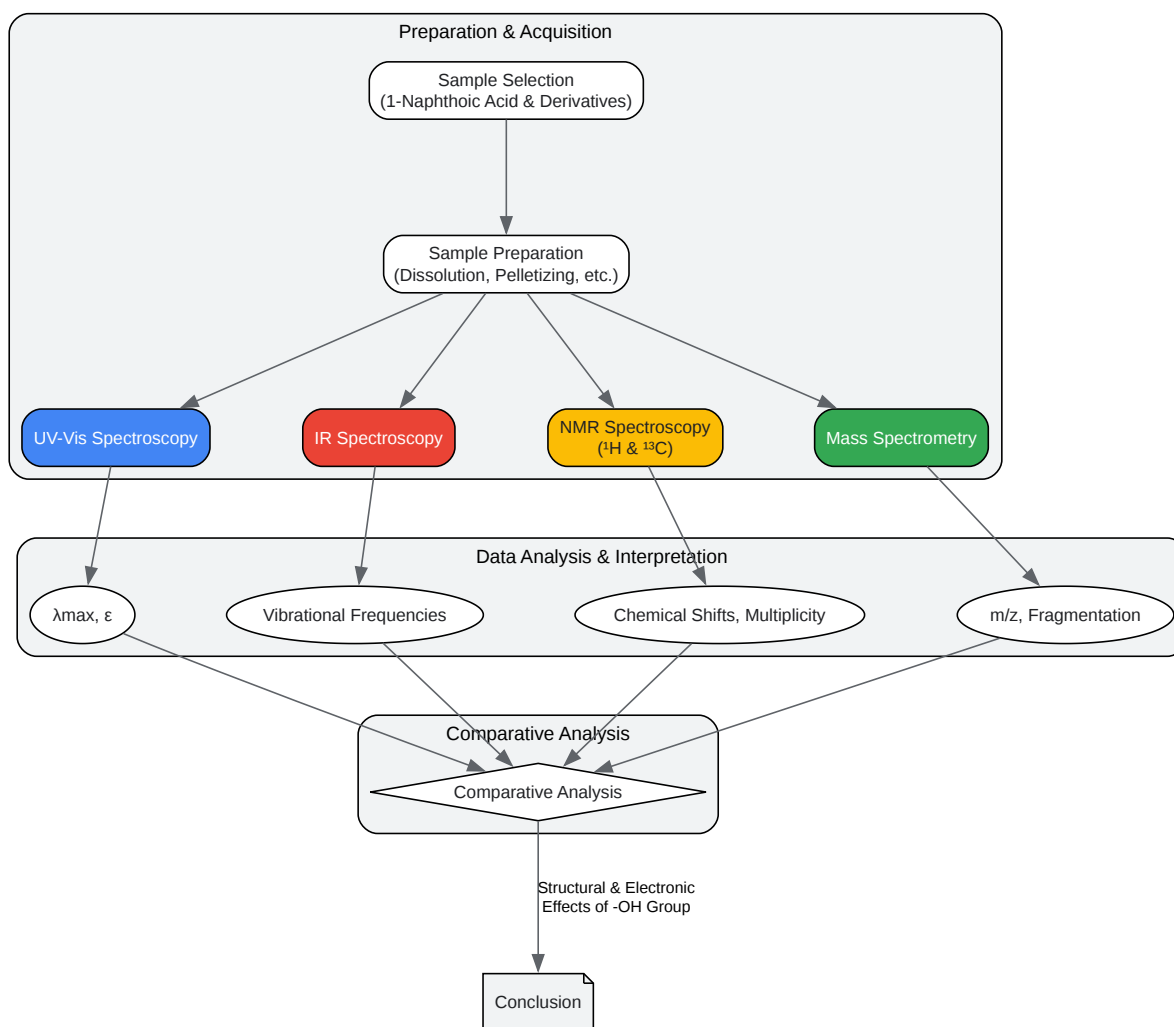 Preparation & Acquisition
Sample Selection
(1-Naphthoic Acid & Derivatives)
Sample Preparation
(Dissolution, Pelletizing, etc.)
UV-Vis Spectroscopy
IR Spectroscopy
NMR Spectroscopy
(¹H & ¹³C)
Mass Spectrometry
Data Analysis & Interpretation
λmax, ε
Vibrational Frequencies
Chemical Shifts, Multiplicity
m/z, Fragmentation
Comparative Analysis
Comparative Analysis
Structural & Electronic
Effects of -OH Group
Conclusion